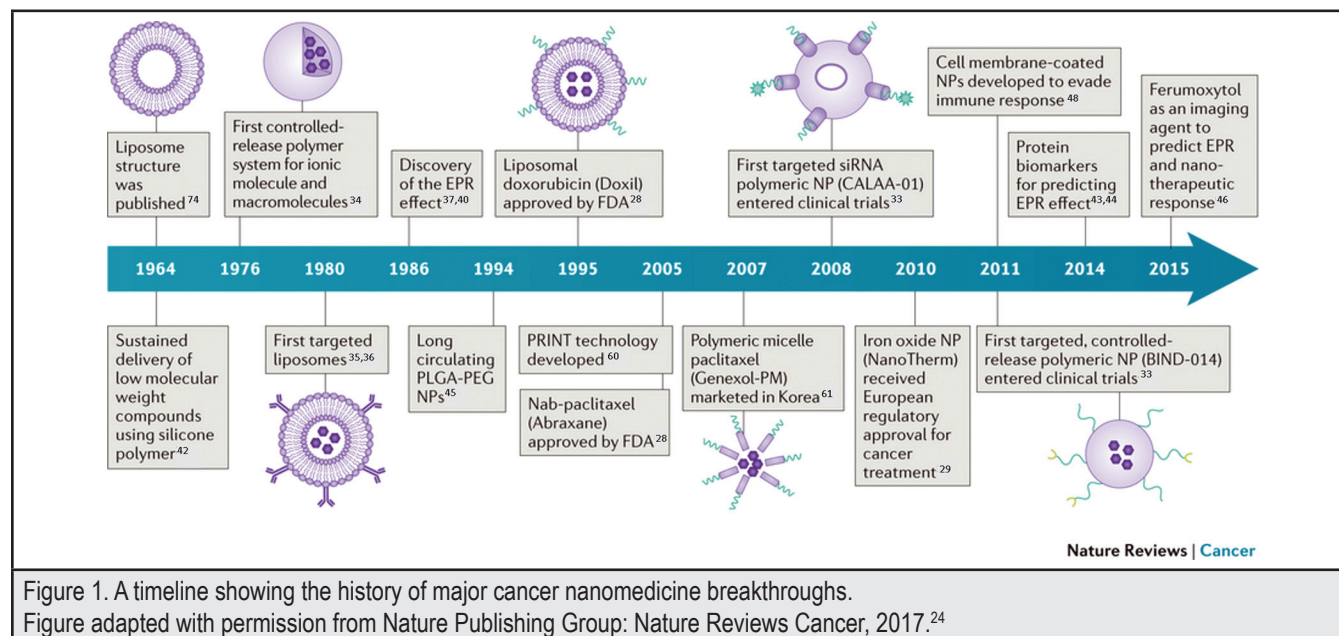 Liposome
structure
was
published 74
First controlled-
release polymer
system for ionic
molecule and
macromolecules 34
Discovery
of the EPR
effect 37,40
Liposomal
doxorubicin (Doxil)
approved by FDA 28
First targeted siRNA
polymeric NP (CALAA-01)
entered clinical trials 33
Cell membrane-coated
NPs developed to evade
immune response 48
Protein
biomarkers
for predicting
EPR effect 43,44
Ferumoxytol
as an imaging
agent to
predict EPR
and nano-
therapeutic
response 46
1964 1976 1980 1986 1994 1995 2005 2007 2008 2010 2011 2014 2015
Sustained
delivery of
low molecular
weight
compounds
using silicone
polymer 42
First targeted
liposomes 35,36
Long
circulating
PLGA-PEG
NPs 45
PRINT technology
developed 60
Nab-paclitaxel
(Abraxane)
approved by FDA 28
Polymeric micelle
paclitaxel
(Genexol-PM)
marketed in Korea 61
Iron oxide NP
(NanoTherm)
received
European
regulatory
approval for
cancer
treatment 29
First targeted, controlled-
release polymeric NP (BIND-014)
entered clinical trials 33
Nature Reviews | Cancer
Figure 1. A timeline showing the history of major cancer nanomedicine breakthroughs.
Figure adapted with permission from Nature Publishing Group: Nature Reviews Cancer, 2017.24